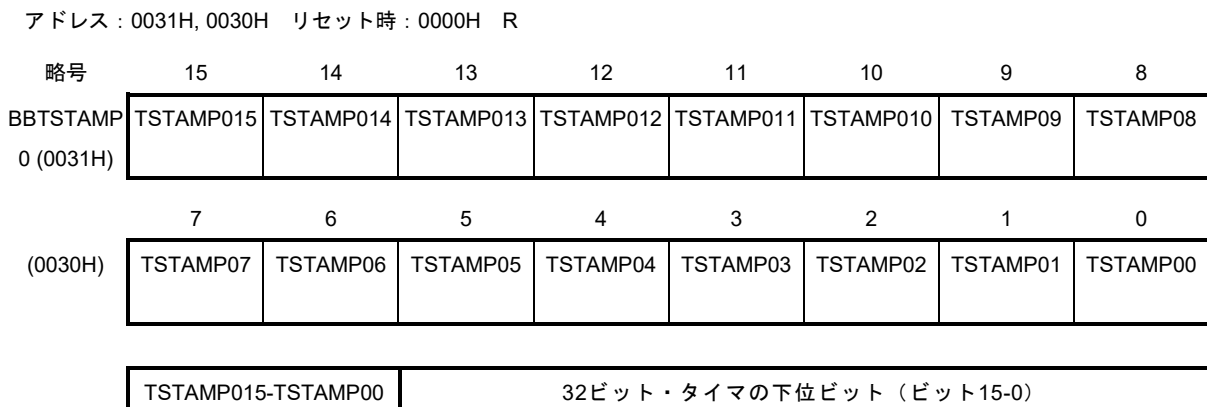 アドレス：0031H, 0030H リセット時：0000H R
略号 15 14 13 12 11 10 9 8
BBTSTAMP TSTAMP015 TSTAMP014 TSTAMP013 TSTAMP012 TSTAMP011 TSTAMP010 TSTAMP09 TSTAMP08
0 (0031H)
7 6 5 4 3 2 1 0
(0030H) TSTAMP07 TSTAMP06 TSTAMP05 TSTAMP04 TSTAMP03 TSTAMP02 TSTAMP01 TSTAMP00
TSTAMP015-TSTAMP00 32ビット・タイマの下位ビット（ビット15-0）